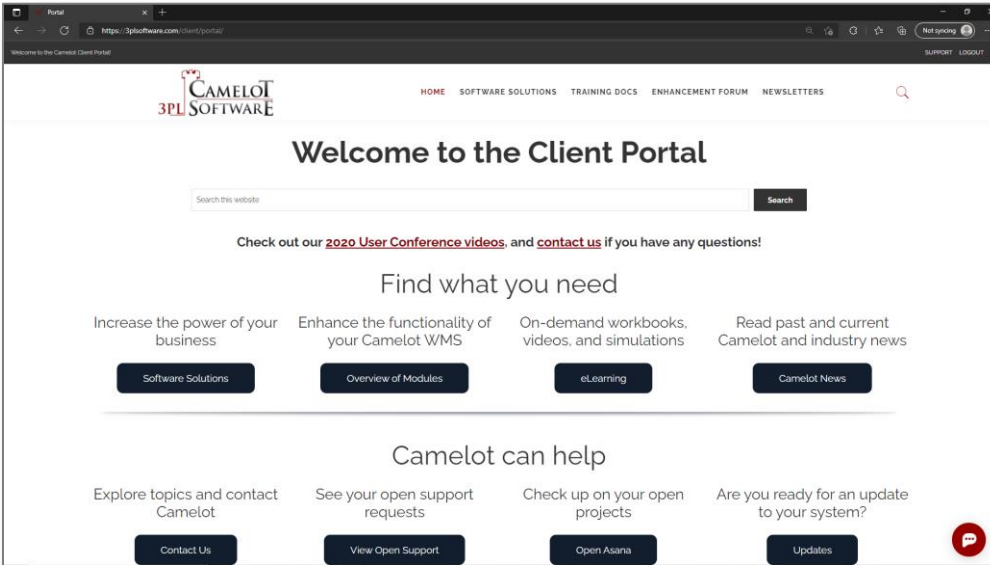 Portal
https://3plsoftware.com/client/portal/
Not syncing
Welcome to the Camelot Client Portal!
SUPPORT LOGOUT
CAMELOT
3PL SOFTWARE
HOME SOFTWARE SOLUTIONS TRAINING DOCS ENHANCEMENT FORUM NEWSLETTERS
Welcome to the Client Portal
Search this website
Search
Check out our 2020 User Conference videos, and contact us if you have any questions!
Find what you need
Increase the power of your
business
Software Solutions
Enhance the functionality of
your Camelot WMS
Overview of Modules
On-demand workbooks,
videos, and simulations
eLearning
Read past and current
Camelot and industry news
Camelot News
Camelot can help
Explore topics and contact
Camelot
Contact Us
See your open support
requests
View Open Support
Check up on your open
projects
Open Asana
Are you ready for an update
to your system?
Updates